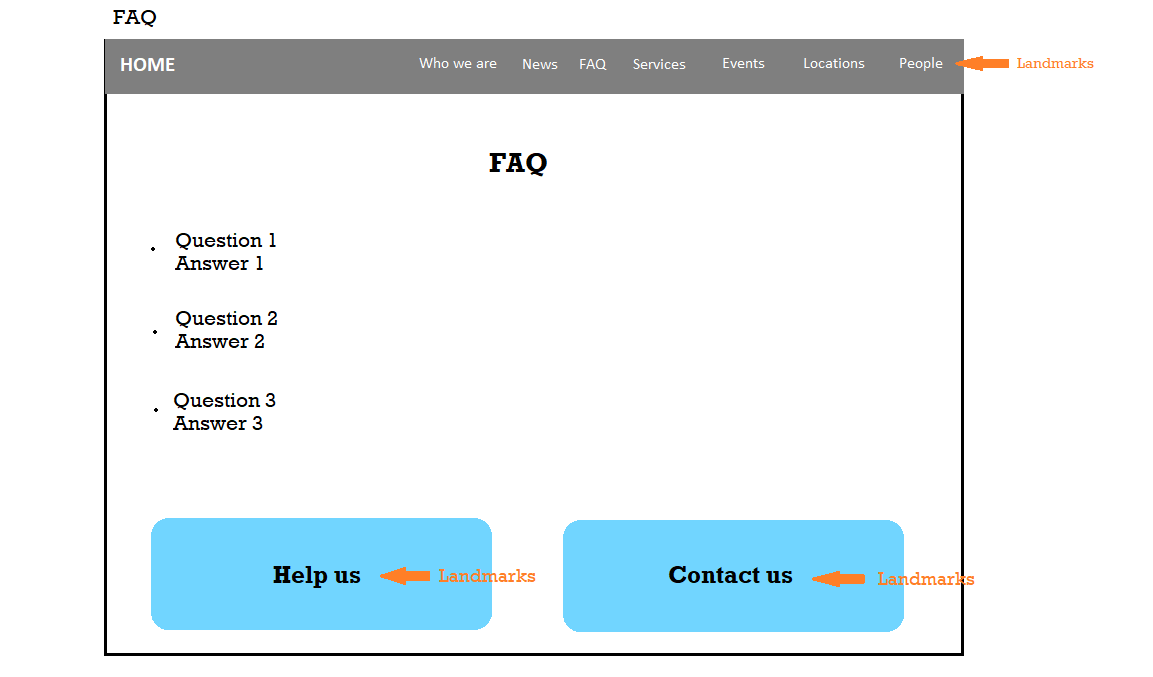 FAQ
HOME Who we are News FAQ Services Events Locations People Landmarks
FAQ
Question 1
Answer 1
Question 2
Answer 2
Question 3
Answer 3
Help us Landmarks Contact us Landmarks